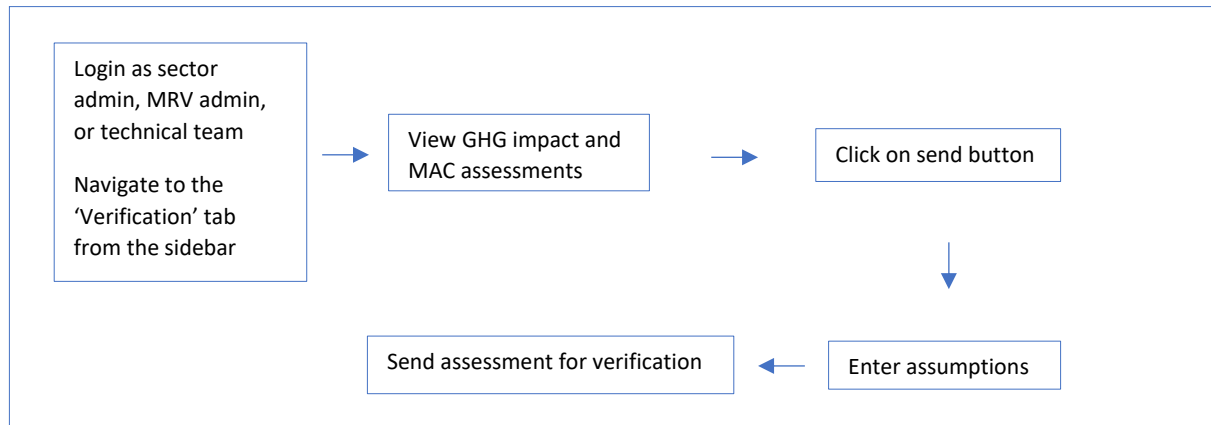 Login as sector
admin, MRV admin,
or technical team
Navigate to the
‘Verification’ tab
from the sidebar
View GHG impact and
MAC assessments
Click on send button
Enter assumptions
Send assessment for verification